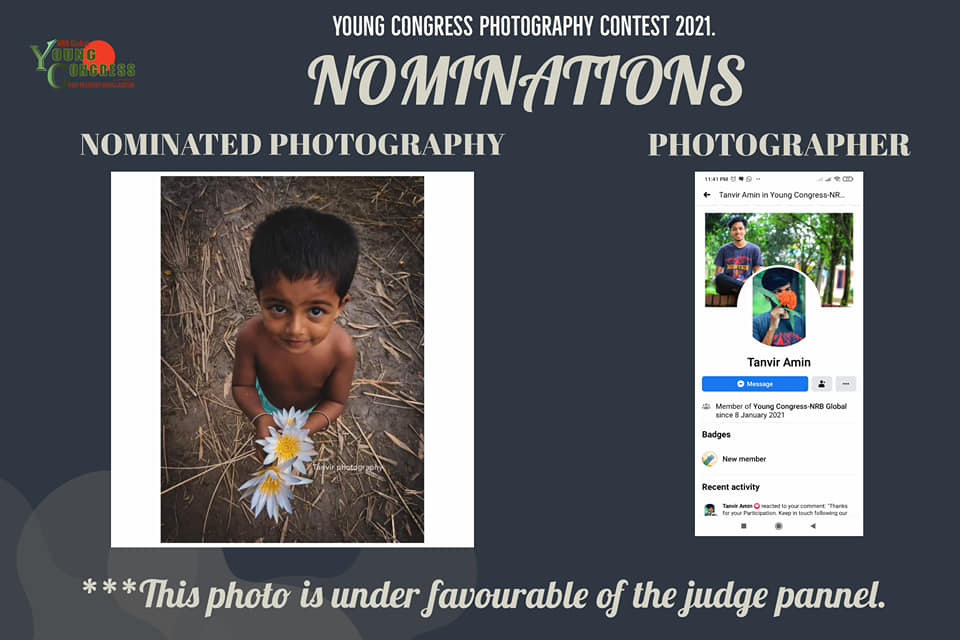 YOUNG CONGRESS PHOTOGRAPHY CONTEST 2021.
YOUNG
CONGRESS
NOMINATIONS
NOMINATED PHOTOGRAPHY
PHOTOGRAPHER
Tanvir photography
11:41 PM
Tanvir Amin in Young Congress-NR...
Tanvir Amin
Message
Member of Young Congress-NRB Global
since 8 January 2021
Badges
New member
Recent activity
Tanvir Amin reacted to your comment: "Thanks
for your Participation. Keep in touch following our
***This photo is under favourable of the judge pannel.